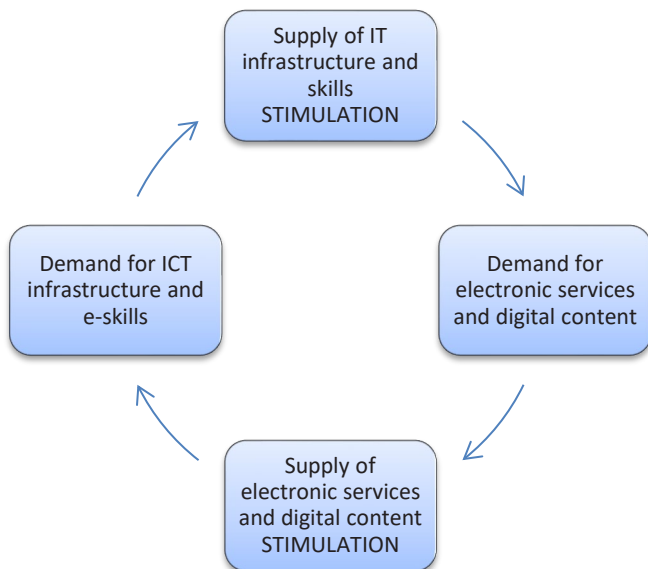 Supply of IT
infrastructure and
skills
STIMULATION
Demand for ICT
infrastructure and
e-skills
Demand for
electronic services
and digital content
Supply of
electronic services
and digital content
STIMULATION